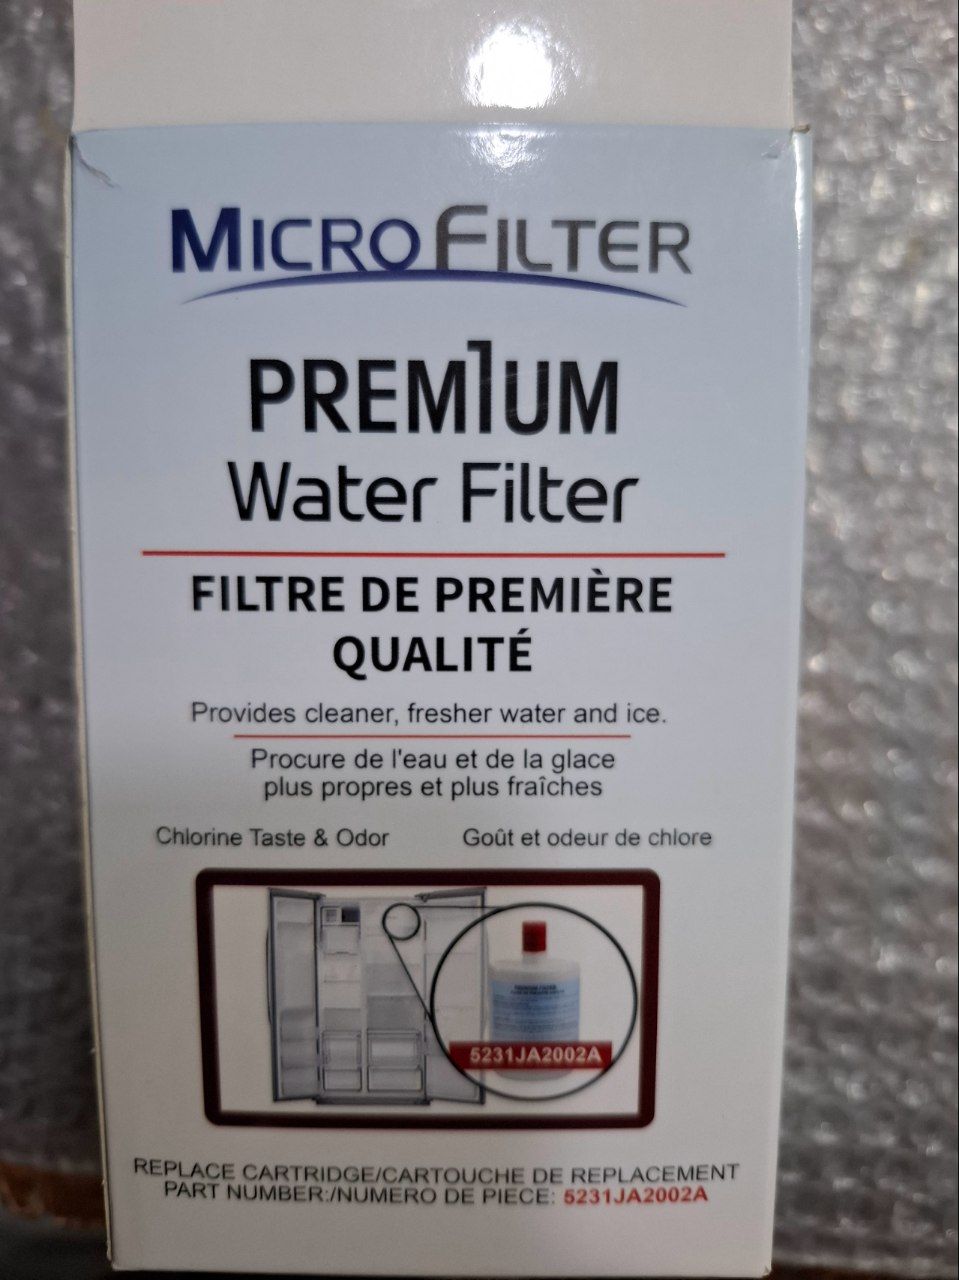 MICRO FILTER
PREM1UM
Water Filter
FILTRE DE PREMIÈRE
QUALITÉ
Provides cleaner, fresher water and ice.
Procure de l'eau et de la glace
plus propres et plus fraîches
Chlorine Taste & Odor Goût et odeur de chlore
5231JA2002A
REPLACE CARTRIDGE/CARTOUCHE DE REPLACEMENT
PART NUMBER:/NUMERO DE PIECE: 5231JA2002A